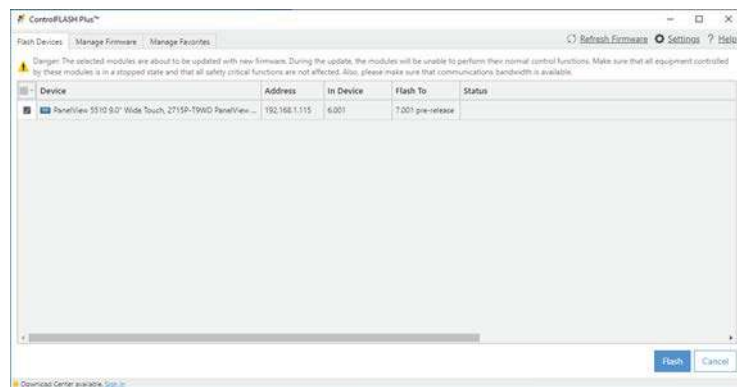 ControlFLASH Plus™
Flash Devices Manage Firmware Manage Favorites Refresh Firmware Settings ? Help
Danger: The selected modules are about to be updated with new firmware. During the update, the modules will be unable to perform their normal control functions. Make sure that all equipment controlled
by these modules is in a stopped state and that all safety critical functions are not affected. Also, please make sure that communications bandwidth is available.
Device Address In Device Flash To Status
PanelView 5510 9.0" Wide Touch, 2715P-T9WD PanelView ... 192.168.1.115 6.001 7.001 pre-release
Flash Cancel
Download Center available. Sign In